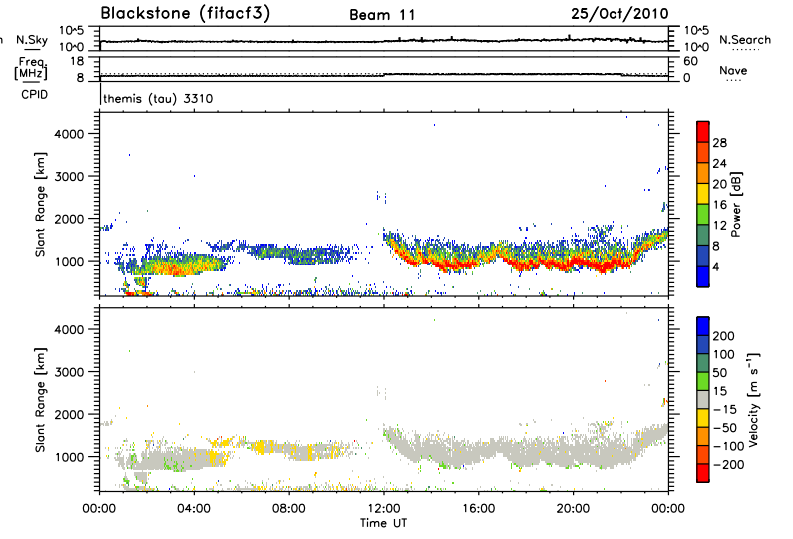 Blackstone (fitacf3) Beam 11 25/Oct/2010
N.Sky 10^5 10^5 N.Search
10^0 10^0
Freq. 18 60
[MHz] 8 0 Nave
CPID themis (tau) 3310
Slant Range [km]
4000
3000
2000
1000
28
24
20
16
12
8
4
Power [dB]
Slant Range [km]
4000
3000
2000
1000
200
100
50
15
-15
-50
-100
-200
Velocity [m s⁻¹]
00:00 04:00 08:00 12:00 16:00 20:00 00:00
Time UT